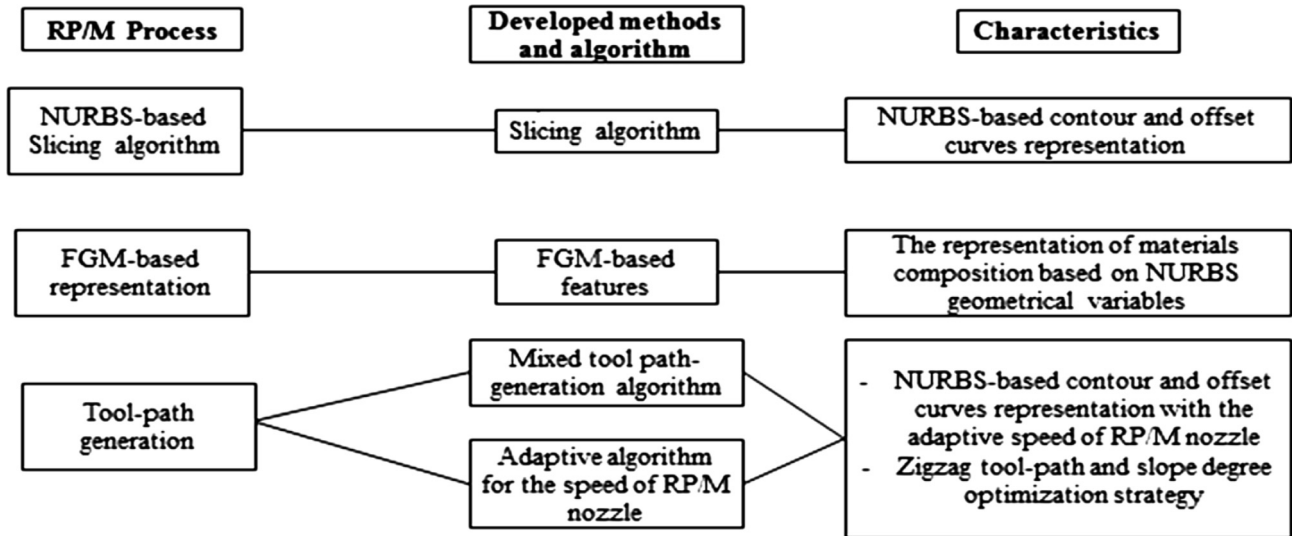 RP/M Process
Developed methods
and algorithm
Characteristics
NURBS-based
Slicing algorithm
Slicing algorithm
NURBS-based contour and offset
curves representation
FGM-based
representation
FGM-based
features
The representation of materials
composition based on NURBS
geometrical variables
Tool-path
generation
Mixed tool path-
generation algorithm
Adaptive algorithm
for the speed of RP/M
nozzle
- NURBS-based contour and offset
curves representation with the
adaptive speed of RP/M nozzle
- Zigzag tool-path and slope degree
optimization strategy